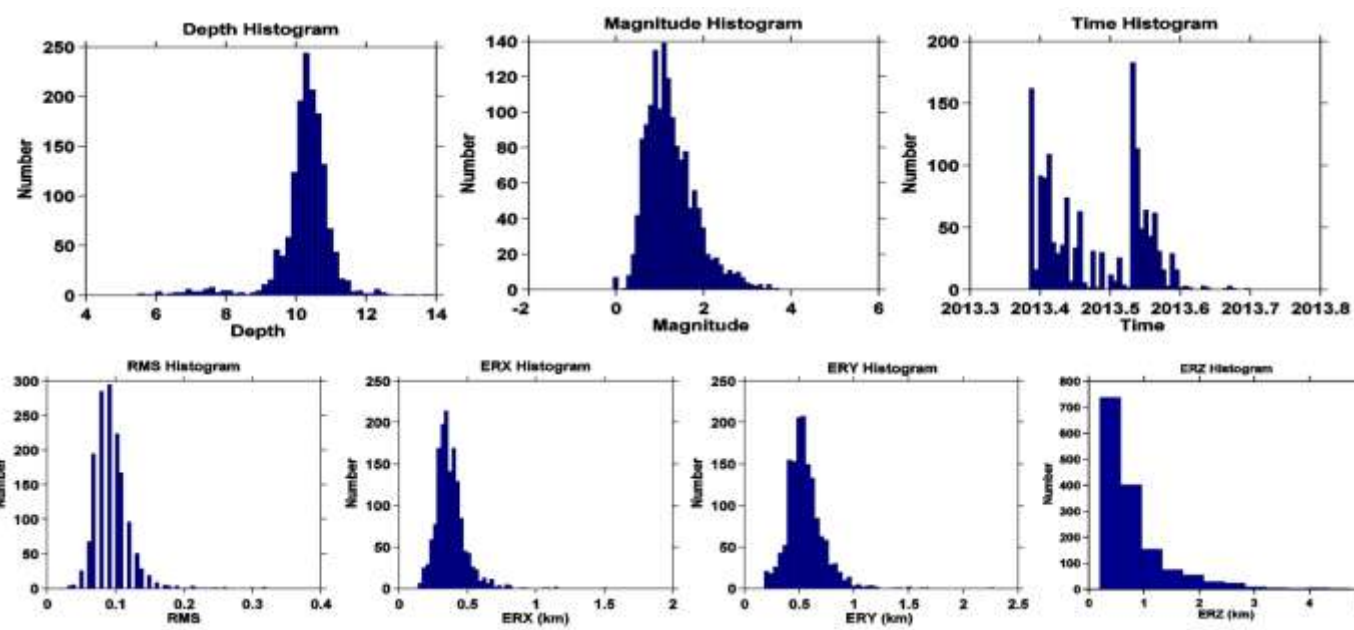 Depth Histogram
250
200
150
100
50
0
4 6 8 10 12 14
Number
Depth
Magnitude Histogram
140
120
100
80
60
40
20
0
-2 0 2 4 6
Number
Magnitude
Time Histogram
200
150
100
50
0
2013.3 2013.4 2013.5 2013.6 2013.7 2013.8
Number
Time
RMS Histogram
300
250
200
150
100
50
0
0 0.1 0.2 0.3 0.4
Number
RMS
ERX Histogram
250
200
150
100
50
0
0 0.5 1 1.5 2
Number
ERX (km)
ERY Histogram
250
200
150
100
50
0
0 0.5 1 1.5 2 2.5
Number
ERY (km)
ERZ Histogram
800
700
600
500
400
300
200
100
0
0 1 2 3 4
Number
ERZ (km)